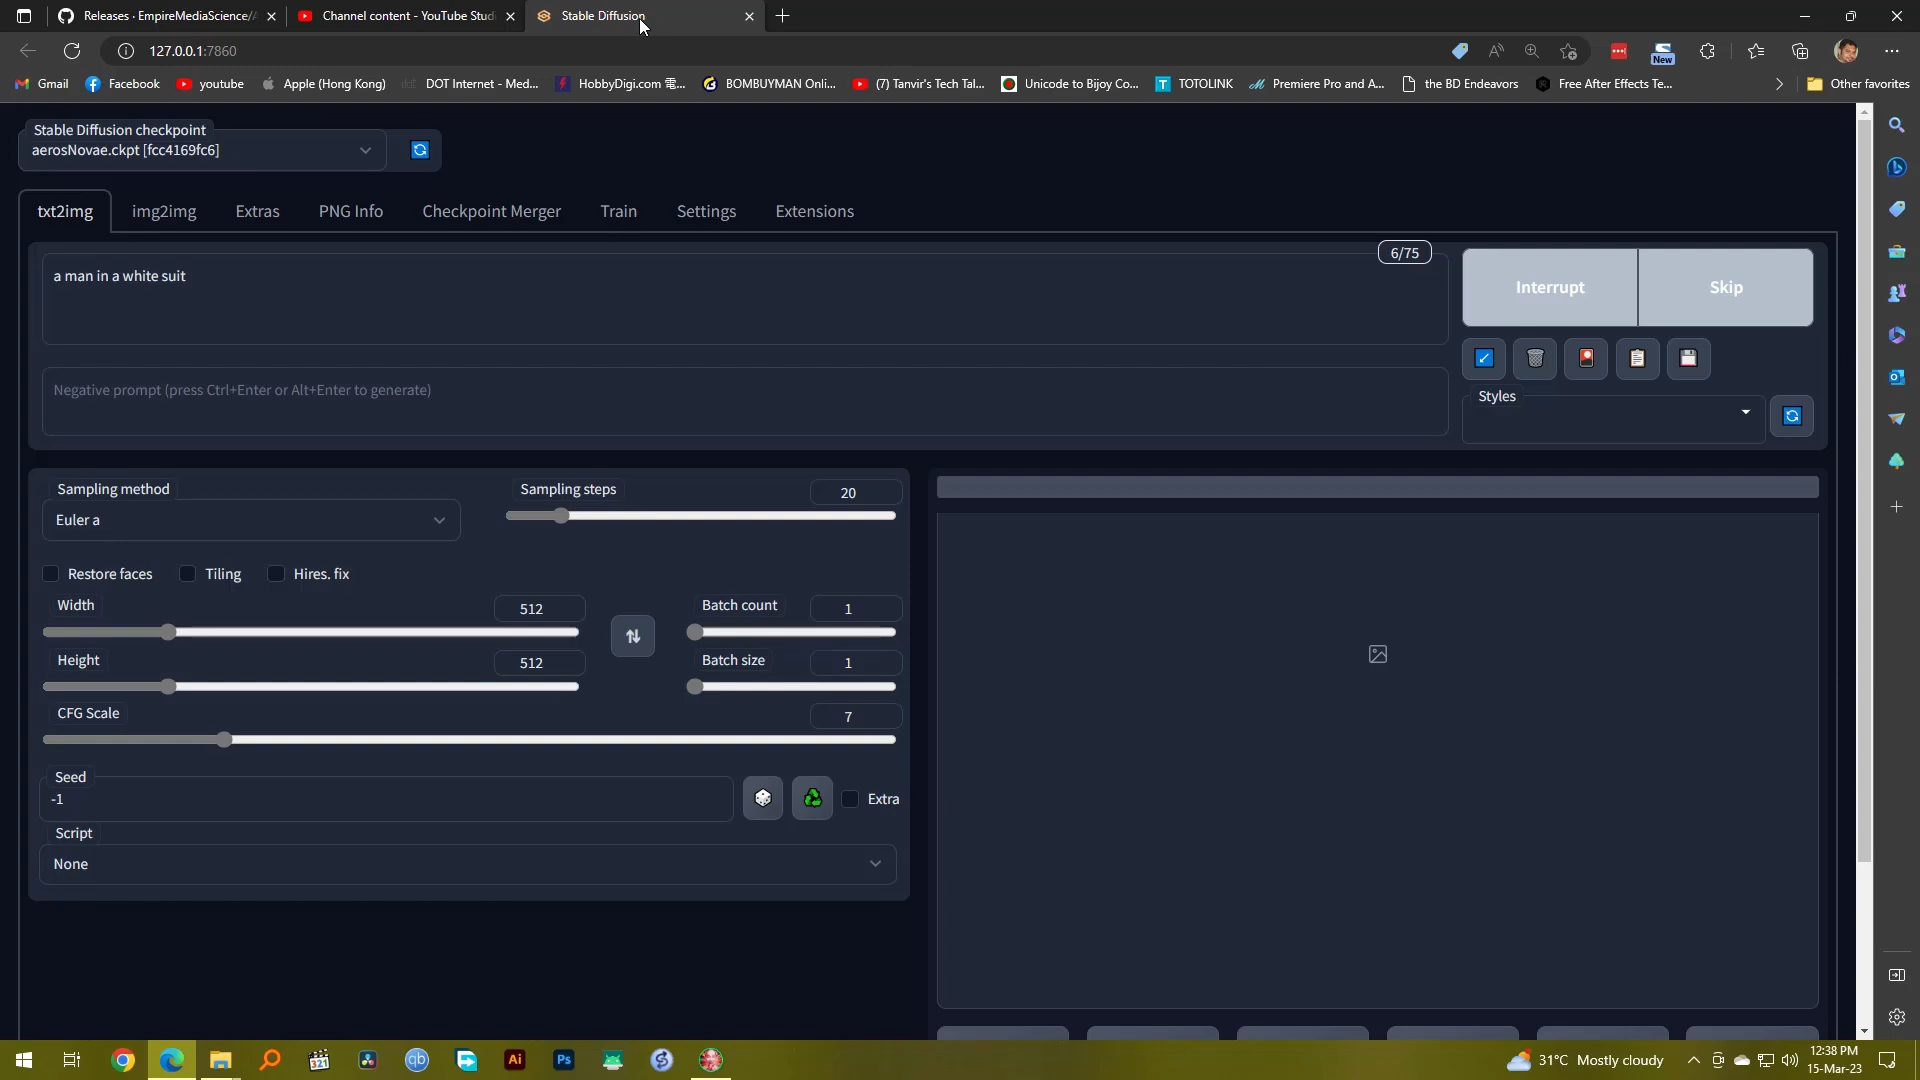 Releases · EmpireMediaScience/
Channel content - YouTube Stud
Stable Diffusion
127.0.0.1:7860
New
Gmail
Facebook
youtube
Apple (Hong Kong)
DOT Internet - Med...
HobbyDigi.com 電...
BOMBUYMAN Onli...
(7) Tanvir's Tech Tal...
Unicode to Bijoy Co...
TOTOLINK
Premiere Pro and A...
the BD Endeavors
Free After Effects Te...
Other favorites
Stable Diffusion checkpoint
aerosNovae.ckpt [fcc4169fc6]
txt2img
img2img
Extras
PNG Info
Checkpoint Merger
Train
Settings
Extensions
6/75
a man in a white suit
Interrupt
Skip
Negative prompt (press Ctrl+Enter or Alt+Enter to generate)
Styles
Sampling method
Euler a
Sampling steps
20
Restore faces
Tiling
Hires. fix
Width
512
Batch count
1
Height
512
Batch size
1
CFG Scale
7
Seed
-1
Extra
Script
None
321
qb
Ai
Ps
31°C Mostly cloudy
12:38 PM
15-Mar-23